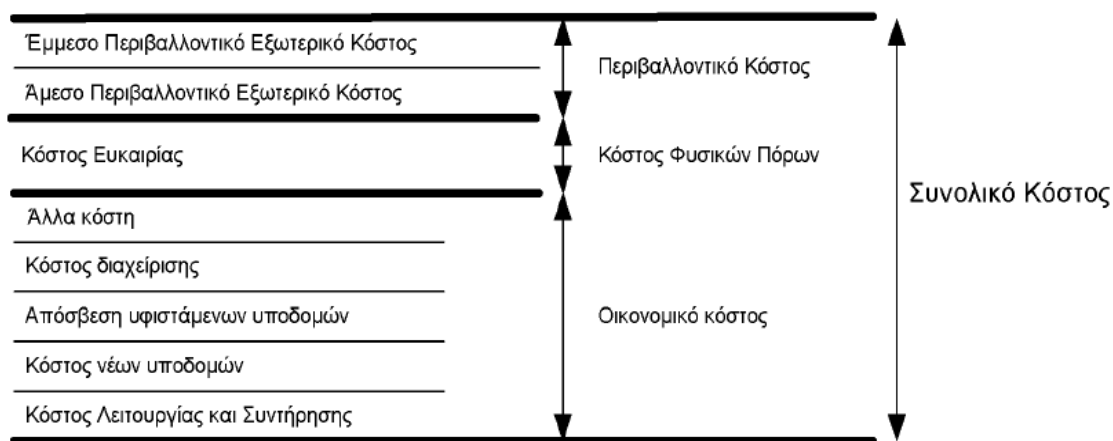 Έμμεσο Περιβαλλοντικό Εξωτερικό Κόστος
Άμεσο Περιβαλλοντικό Εξωτερικό Κόστος
Περιβαλλοντικό Κόστος
Κόστος Ευκαιρίας
Κόστος Φυσικών Πόρων
Συνολικό Κόστος
Άλλα κόστη
Κόστος διαχείρισης
Απόσβεση υφιστάμενων υποδομών
Οικονομικό κόστος
Κόστος νέων υποδομών
Κόστος Λειτουργίας και Συντήρησης